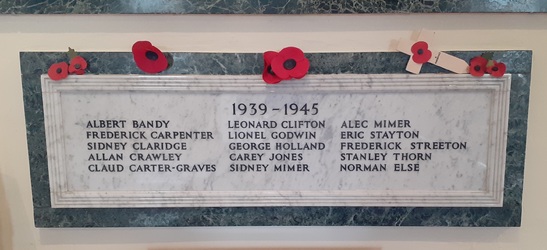 1939-1945
ALBERT BANDY LEONARD CLIFTON ALEC MIMER
FREDERICK CARPENTER LIONEL GODWIN ERIC STAYTON
SIDNEY CLARIDGE GEORGE HOLLAND FREDERICK STREETON
ALLAN CRAWLEY CAREY JONES STANLEY THORN
CLAUD CARTER-GRAVES SIDNEY MIMER NORMAN ELSE